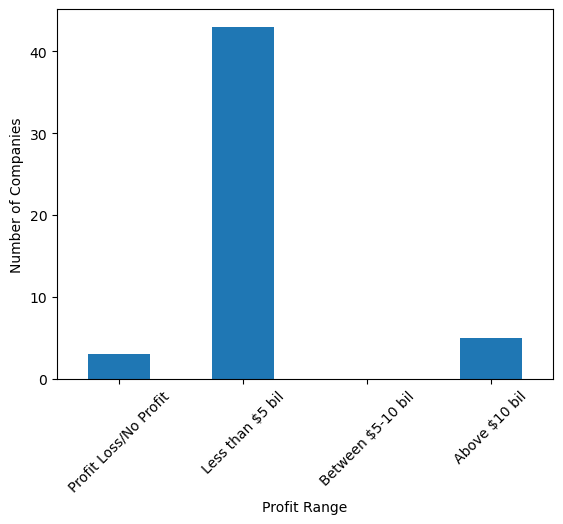 Number of Companies
40
30
20
10
0
Profit Loss/No Profit
Less than $5 bil
Between $5-10 bil
Above $10 bil
Profit Range